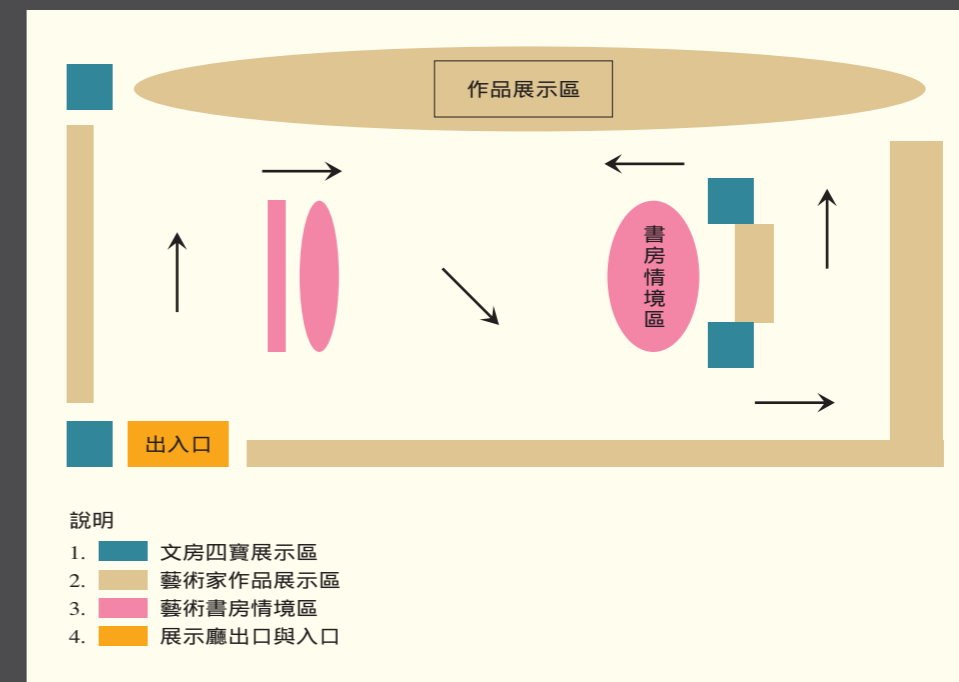 作品展示區
書房情境區
出入口
說明
1. 文房四寶展示區
2. 藝術家作品展示區
3. 藝術書房情境區
4. 展示廳出口與入口